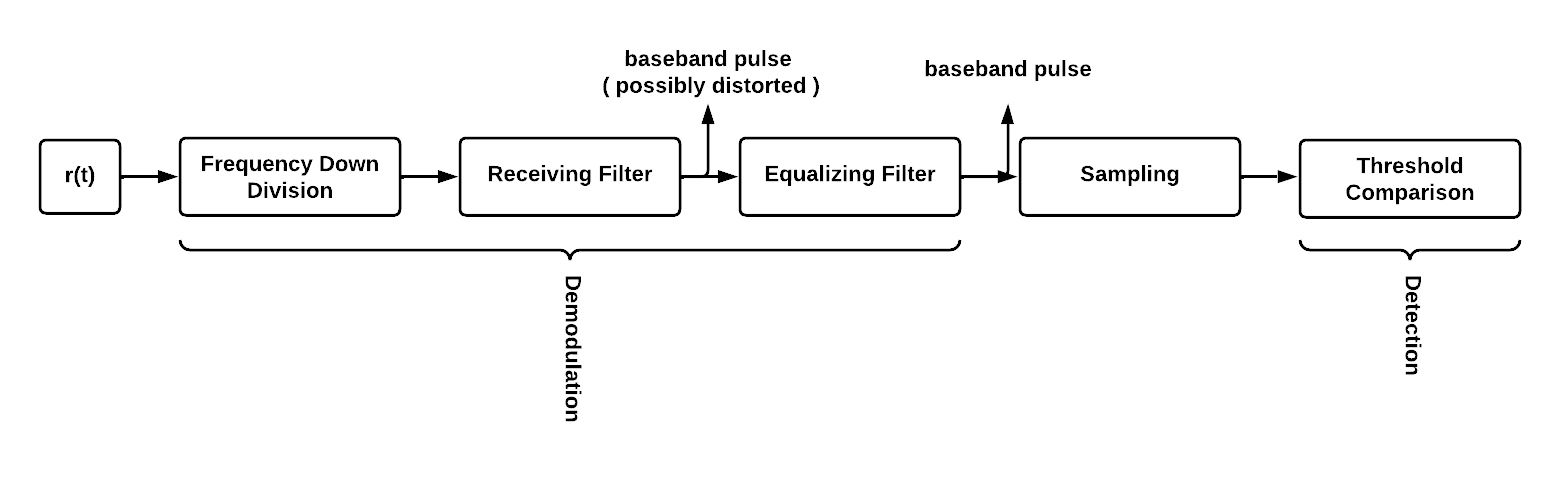 baseband pulse
( possibly distorted )
baseband pulse
r(t)
Frequency Down
Division
Receiving Filter
Equalizing Filter
Sampling
Threshold
Comparison
Demodulation
Detection